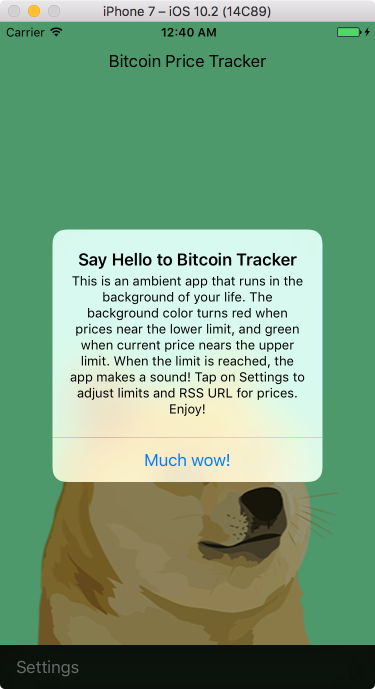 iPhone 7 – iOS 10.2 (14C89)
Carrier 12:40 AM
Bitcoin Price Tracker
Say Hello to Bitcoin Tracker
This is an ambient app that runs in the
background of your life. The
background color turns red when
prices near the lower limit, and green
when current price nears the upper
limit. When the limit is reached, the
app makes a sound! Tap on Settings to
adjust limits and RSS URL for prices.
Enjoy!
Much wow!
Settings